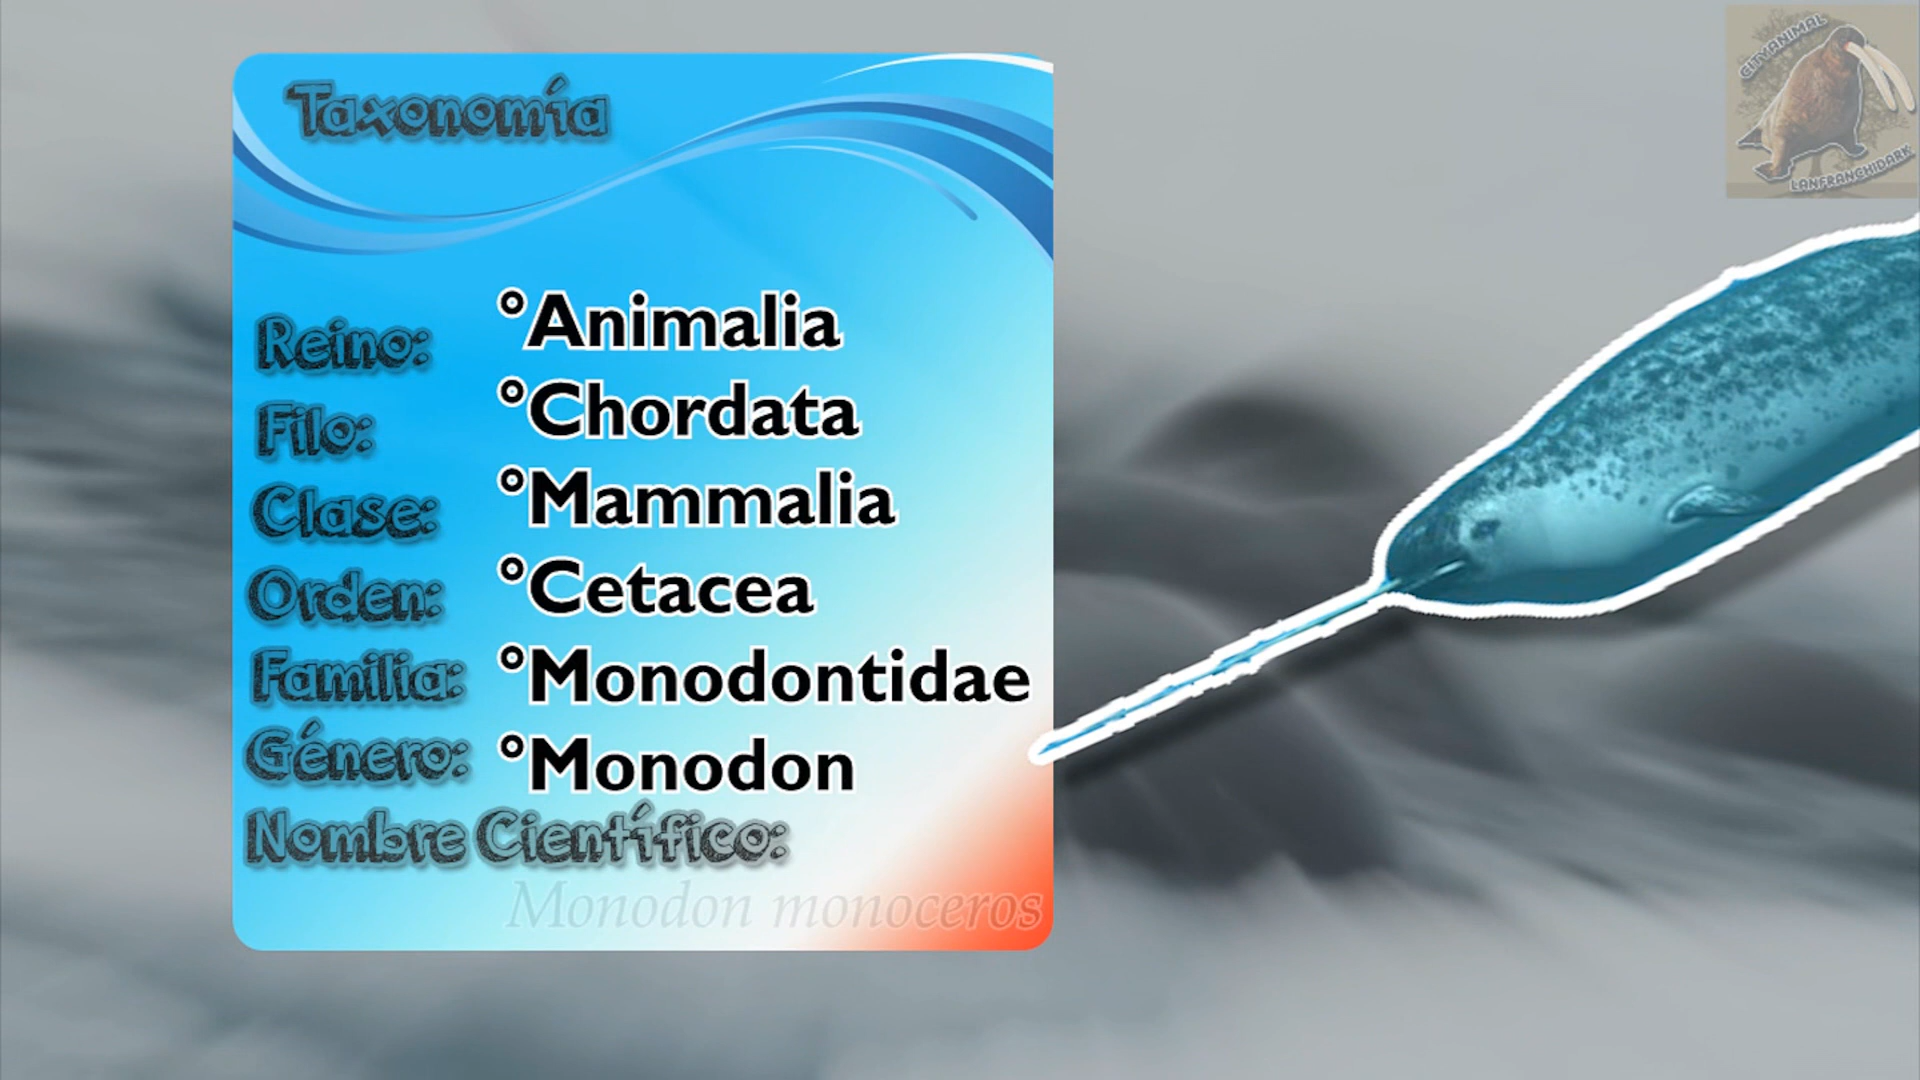 Taxonomía
Reino: °Animalia
Filo: °Chordata
Clase: °Mammalia
Orden: °Cetacea
Familia: °Monodontidae
Género: °Monodon
Nombre Científico:
Monodon monoceros
CITYANIMAL
LANFRANCHIDARK